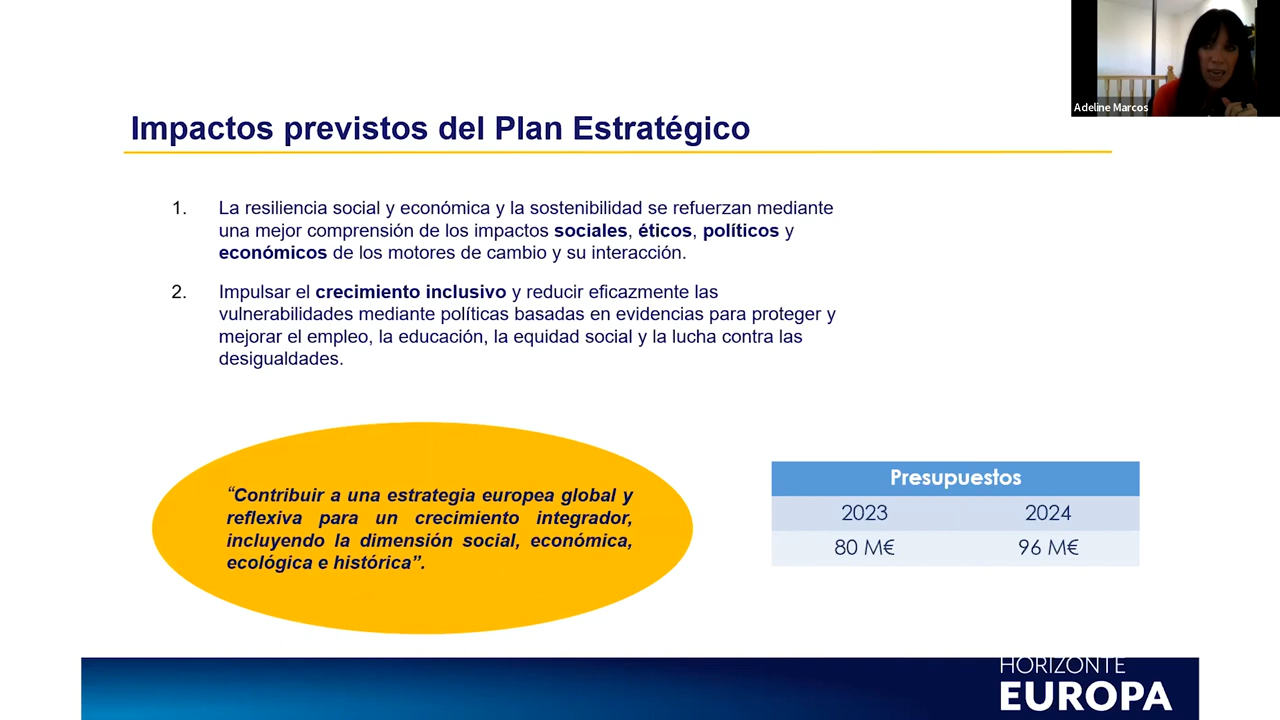 Adeline Marcos
Impactos previstos del Plan Estratégico
1. La resiliencia social y económica y la sostenibilidad se refuerzan mediante
una mejor comprensión de los impactos sociales, éticos, políticos y
económicos de los motores de cambio y su interacción.
2. Impulsar el crecimiento inclusivo y reducir eficazmente las
vulnerabilidades mediante políticas basadas en evidencias para proteger y
mejorar el empleo, la educación, la equidad social y la lucha contra las
desigualdades.
“Contribuir a una estrategia europea global y
reflexiva para un crecimiento integrador,
incluyendo la dimensión social, económica,
ecológica e histórica”.
Presupuestos
2023 2024
80 M€ 96 M€
HORIZONTE
EUROPA